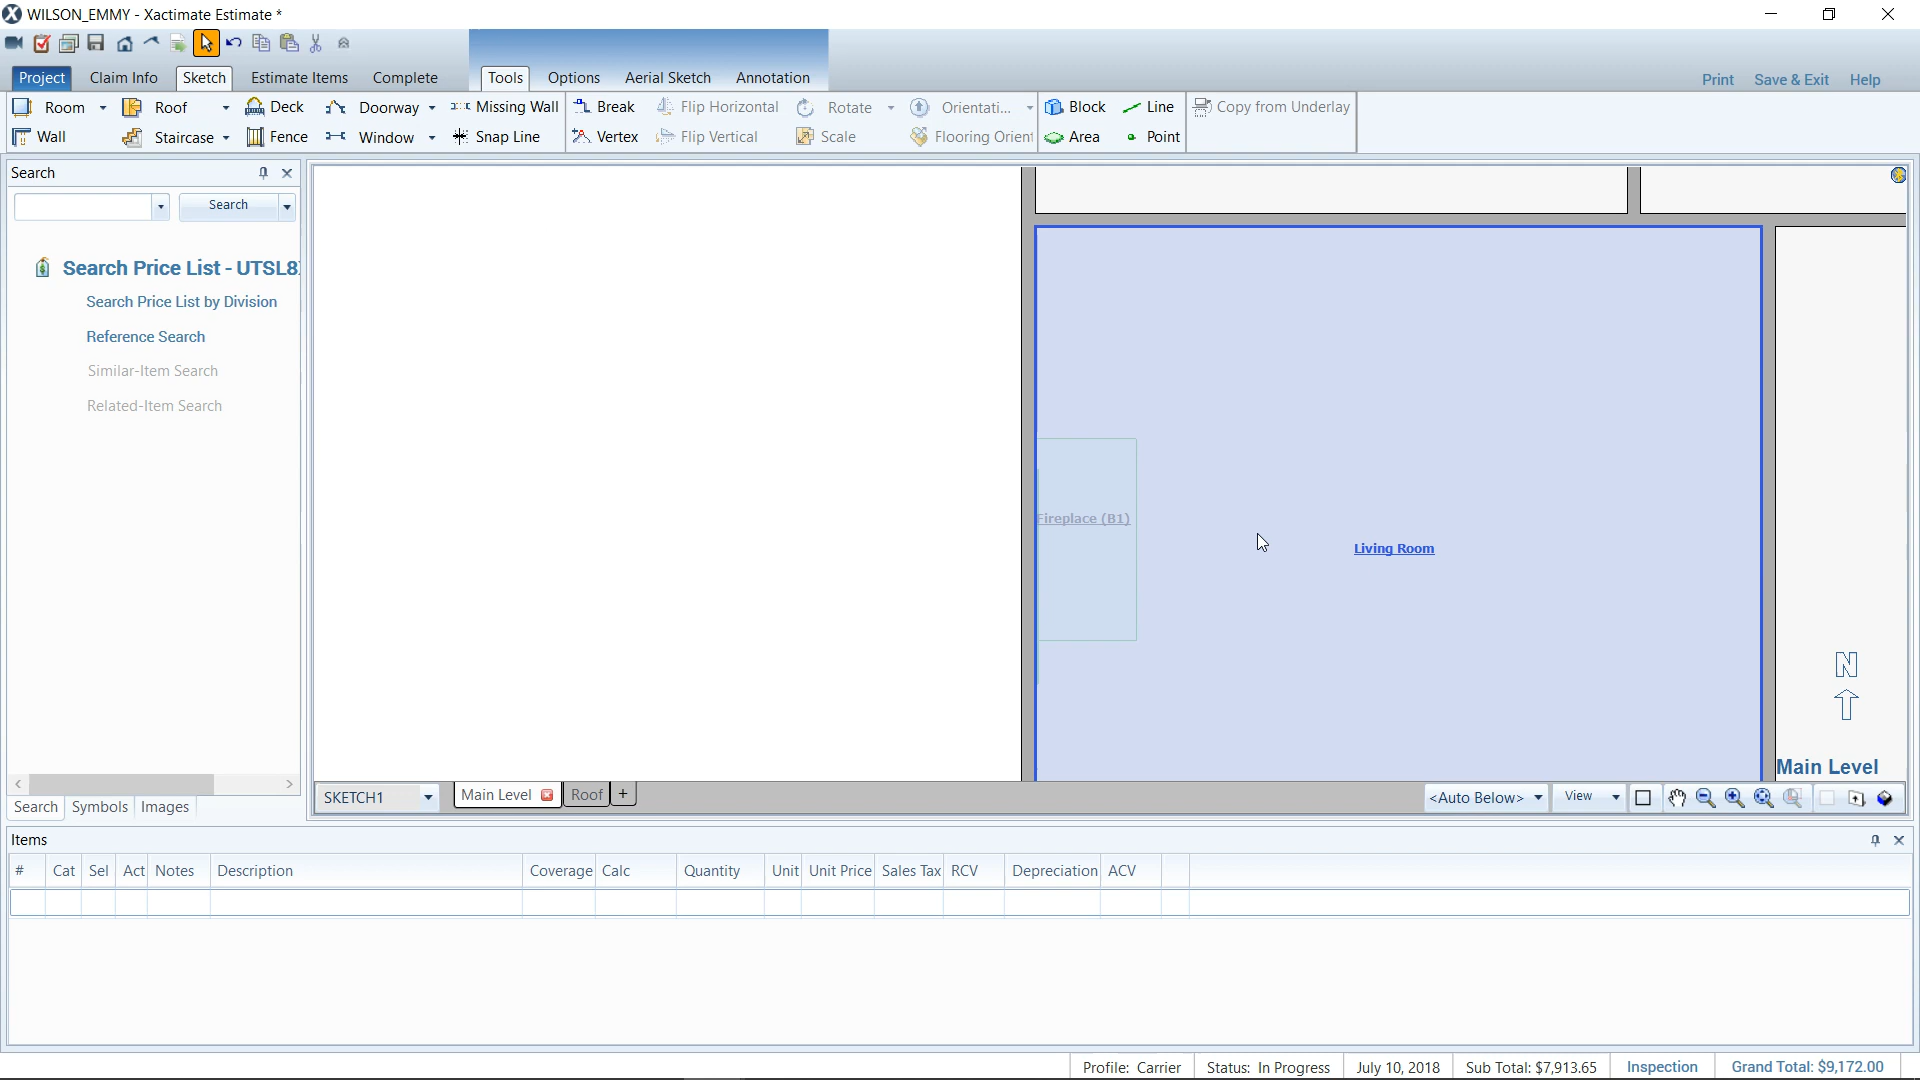 WILSON_EMMY - Xactimate Estimate *
Project Claim Info Sketch Estimate Items Complete Tools Options Aerial Sketch Annotation Print Save & Exit Help
Room Roof Deck Doorway Missing Wall Break Flip Horizontal Rotate Orientati... Block Line Copy from Underlay
Wall Staircase Fence Window Snap Line Vertex Flip Vertical Scale Flooring Orient Area Point
Search
Search
Search Price List - UTSL8
Search Price List by Division
Reference Search
Similar-Item Search
Related-Item Search
Fireplace (B1)
Living Room
N
Main Level
SKETCH1 Main Level Roof + <Auto Below> View
Search Symbols Images
Items
# Cat Sel Act Notes Description Coverage Calc Quantity Unit Unit Price Sales Tax RCV Depreciation ACV
Profile: Carrier Status: In Progress July 10, 2018 Sub Total: $7,913.65 Inspection Grand Total: $9,172.00